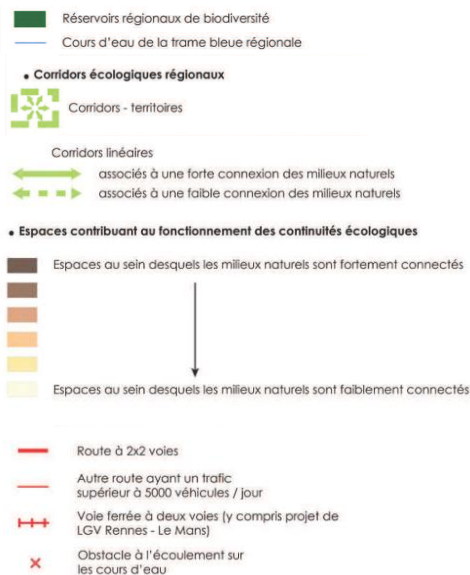 Réservoirs régionaux de biodiversité
Cours d'eau de la trame bleue régionale
• Corridors écologiques régionaux
Corridors - territoires
Corridors linéaires
associés à une forte connexion des milieux naturels
associés à une faible connexion des milieux naturels
• Espaces contribuant au fonctionnement des continuités écologiques
Espaces au sein desquels les milieux naturels sont fortement connectés
Espaces au sein desquels les milieux naturels sont faiblement connectés
Route à 2x2 voies
Autre route ayant un trafic
supérieur à 5000 véhicules / jour
Voie ferrée à deux voies (y compris projet de
LGV Rennes - Le Mans)
Obstacle à l'écoulement sur
les cours d'eau